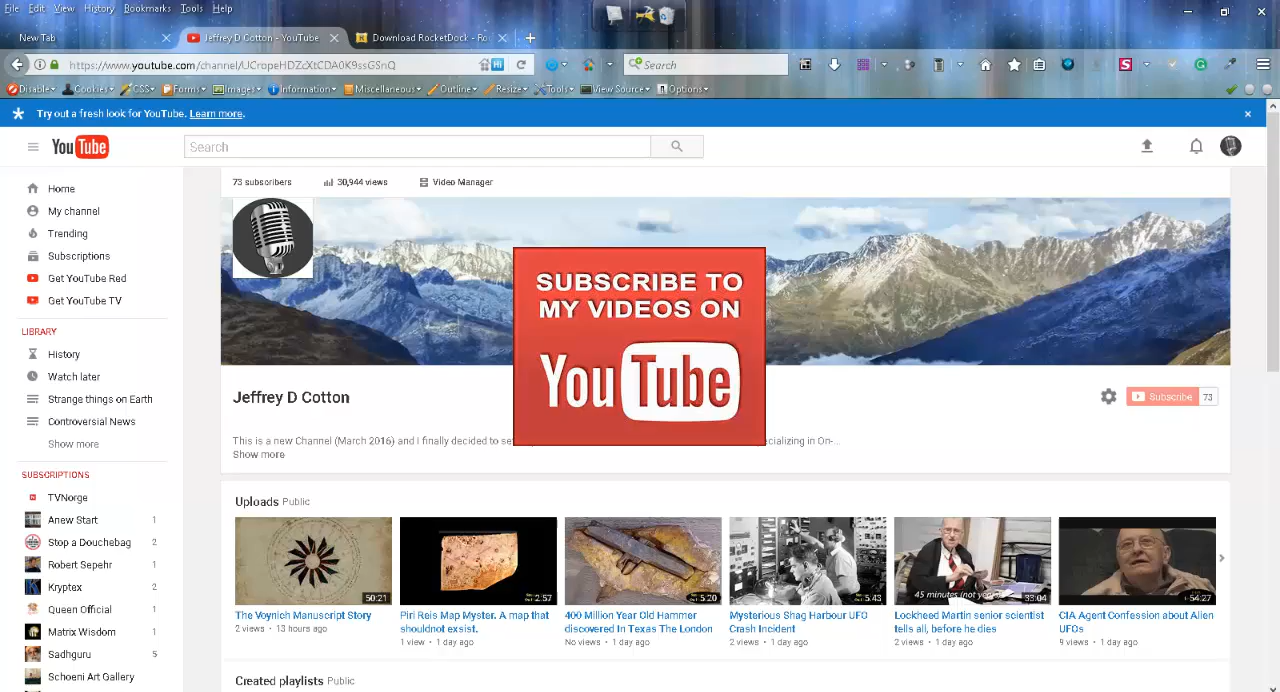 File Edit View History Bookmarks Tools Help
New Tab
Jeffrey D Cotton - YouTube
Download RocketDock - Ro
https://www.youtube.com/channel/UCropeHDZcXtCDA0K9ssGSnQ
Search
Disable Cookies CSS Forms Images Information Miscellaneous Outline Resize Tools View Source Options
Try out a fresh look for YouTube. Learn more.
YouTube
Search
73 subscribers
30,944 views
Video Manager
Home
My channel
Trending
Subscriptions
Get YouTube Red
Get YouTube TV
LIBRARY
History
Watch later
Strange things on Earth
Controversial News
Show more
SUBSCRIPTIONS
TVNorge
Anew Start 1
Stop a Douchebag 2
Robert Sepehr 1
Kryptex 2
Queen Official 1
Matrix Wisdom 1
Sadhguru 5
Schoeni Art Gallery
SUBSCRIBE TO
MY VIDEOS ON
YouTube
Jeffrey D Cotton
Subscribe 73
This is a new Channel (March 2016) and I finally decided to se
cializing in On-...
Show more
Uploads Public
50:21
The Voynich Manuscript Story
2 views • 13 hours ago
2:57
Piri Reis Map Myster. A map that
shouldnot exsist.
1 view • 1 day ago
5:20
400 Million Year Old Hammer
discovered In Texas The London
No views • 1 day ago
5:43
Mysterious Shag Harbour UFO
Crash Incident
2 views • 1 day ago
45 minutes (not
33:04
Lockheed Martin senior scientist
tells all, before he dies
2 views • 1 day ago
54:27
CIA Agent Confession about Alien
UFOs
9 views • 1 day ago
Created playlists Public